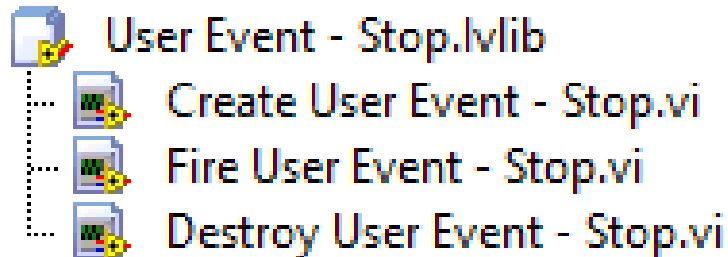 User Event - Stop.lvlib
Create User Event - Stop.vi
Fire User Event - Stop.vi
Destroy User Event - Stop.vi